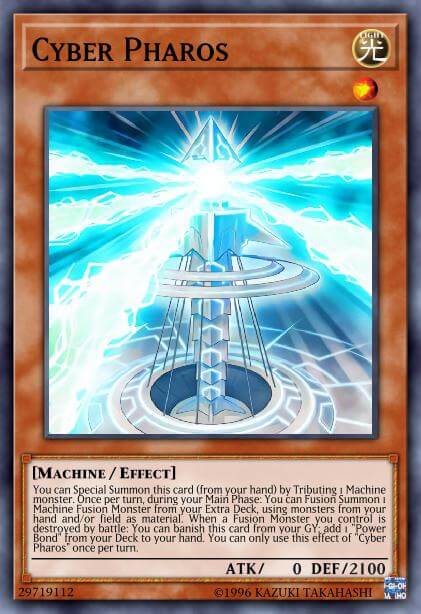 CYBER PHAROS
LIGHT
光
[MACHINE / EFFECT]
You can Special Summon this card (from your hand) by Tributing 1 Machine
monster. Once per turn, during your Main Phase: You can Fusion Summon 1
Machine Fusion Monster from your Extra Deck, using monsters from your
hand and/or field as material. When a Fusion Monster you control is
destroyed by battle: You can banish this card from your GY; add 1 "Power
Bond" from your Deck to your hand. You can only use this effect of "Cyber
Pharos" once per turn.
ATK/ 0 DEF/2100
29719112
©1996 KAZUKI TAKAHASHI